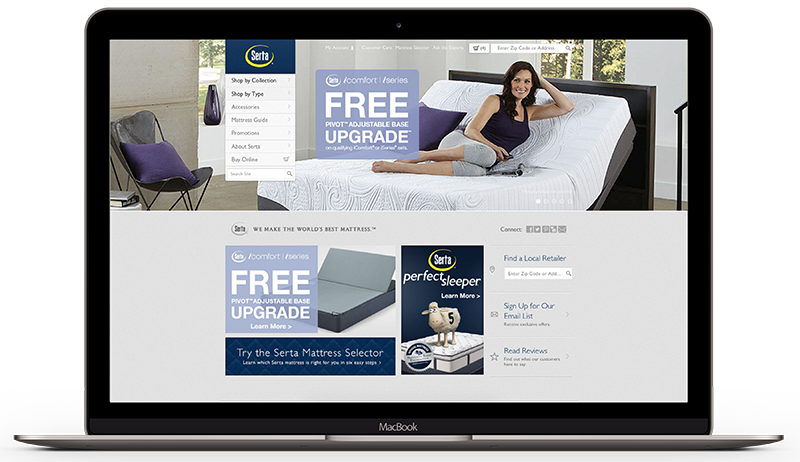 Serta
My Account
Customer Care
Mattress Selector
Ask the Experts
(0)
Enter Zip Code or Address
Shop by Collection
Shop by Type
Accessories
Mattress Guide
Promotions
About Serta
Buy Online
Search Site
Serta icomfort | iseries
FREE
PIVOT™ ADJUSTABLE BASE
UPGRADE™
on qualifying iComfort® or iSeries® sets.
Serta WE MAKE THE WORLD'S BEST MATTRESS.™
Connect:
Serta icomfort | iseries
FREE
PIVOT™ ADJUSTABLE BASE
UPGRADE
Learn More >
Try the Serta Mattress Selector
Learn which Serta mattress is right for you in six easy steps >
Serta
perfect sleeper
Learn More >
5
Find a Local Retailer
Enter Zip Code or Add...
Sign Up for Our
Email List
Receive exclusive offers
Read Reviews
Find out what our customers
have to say
MacBook